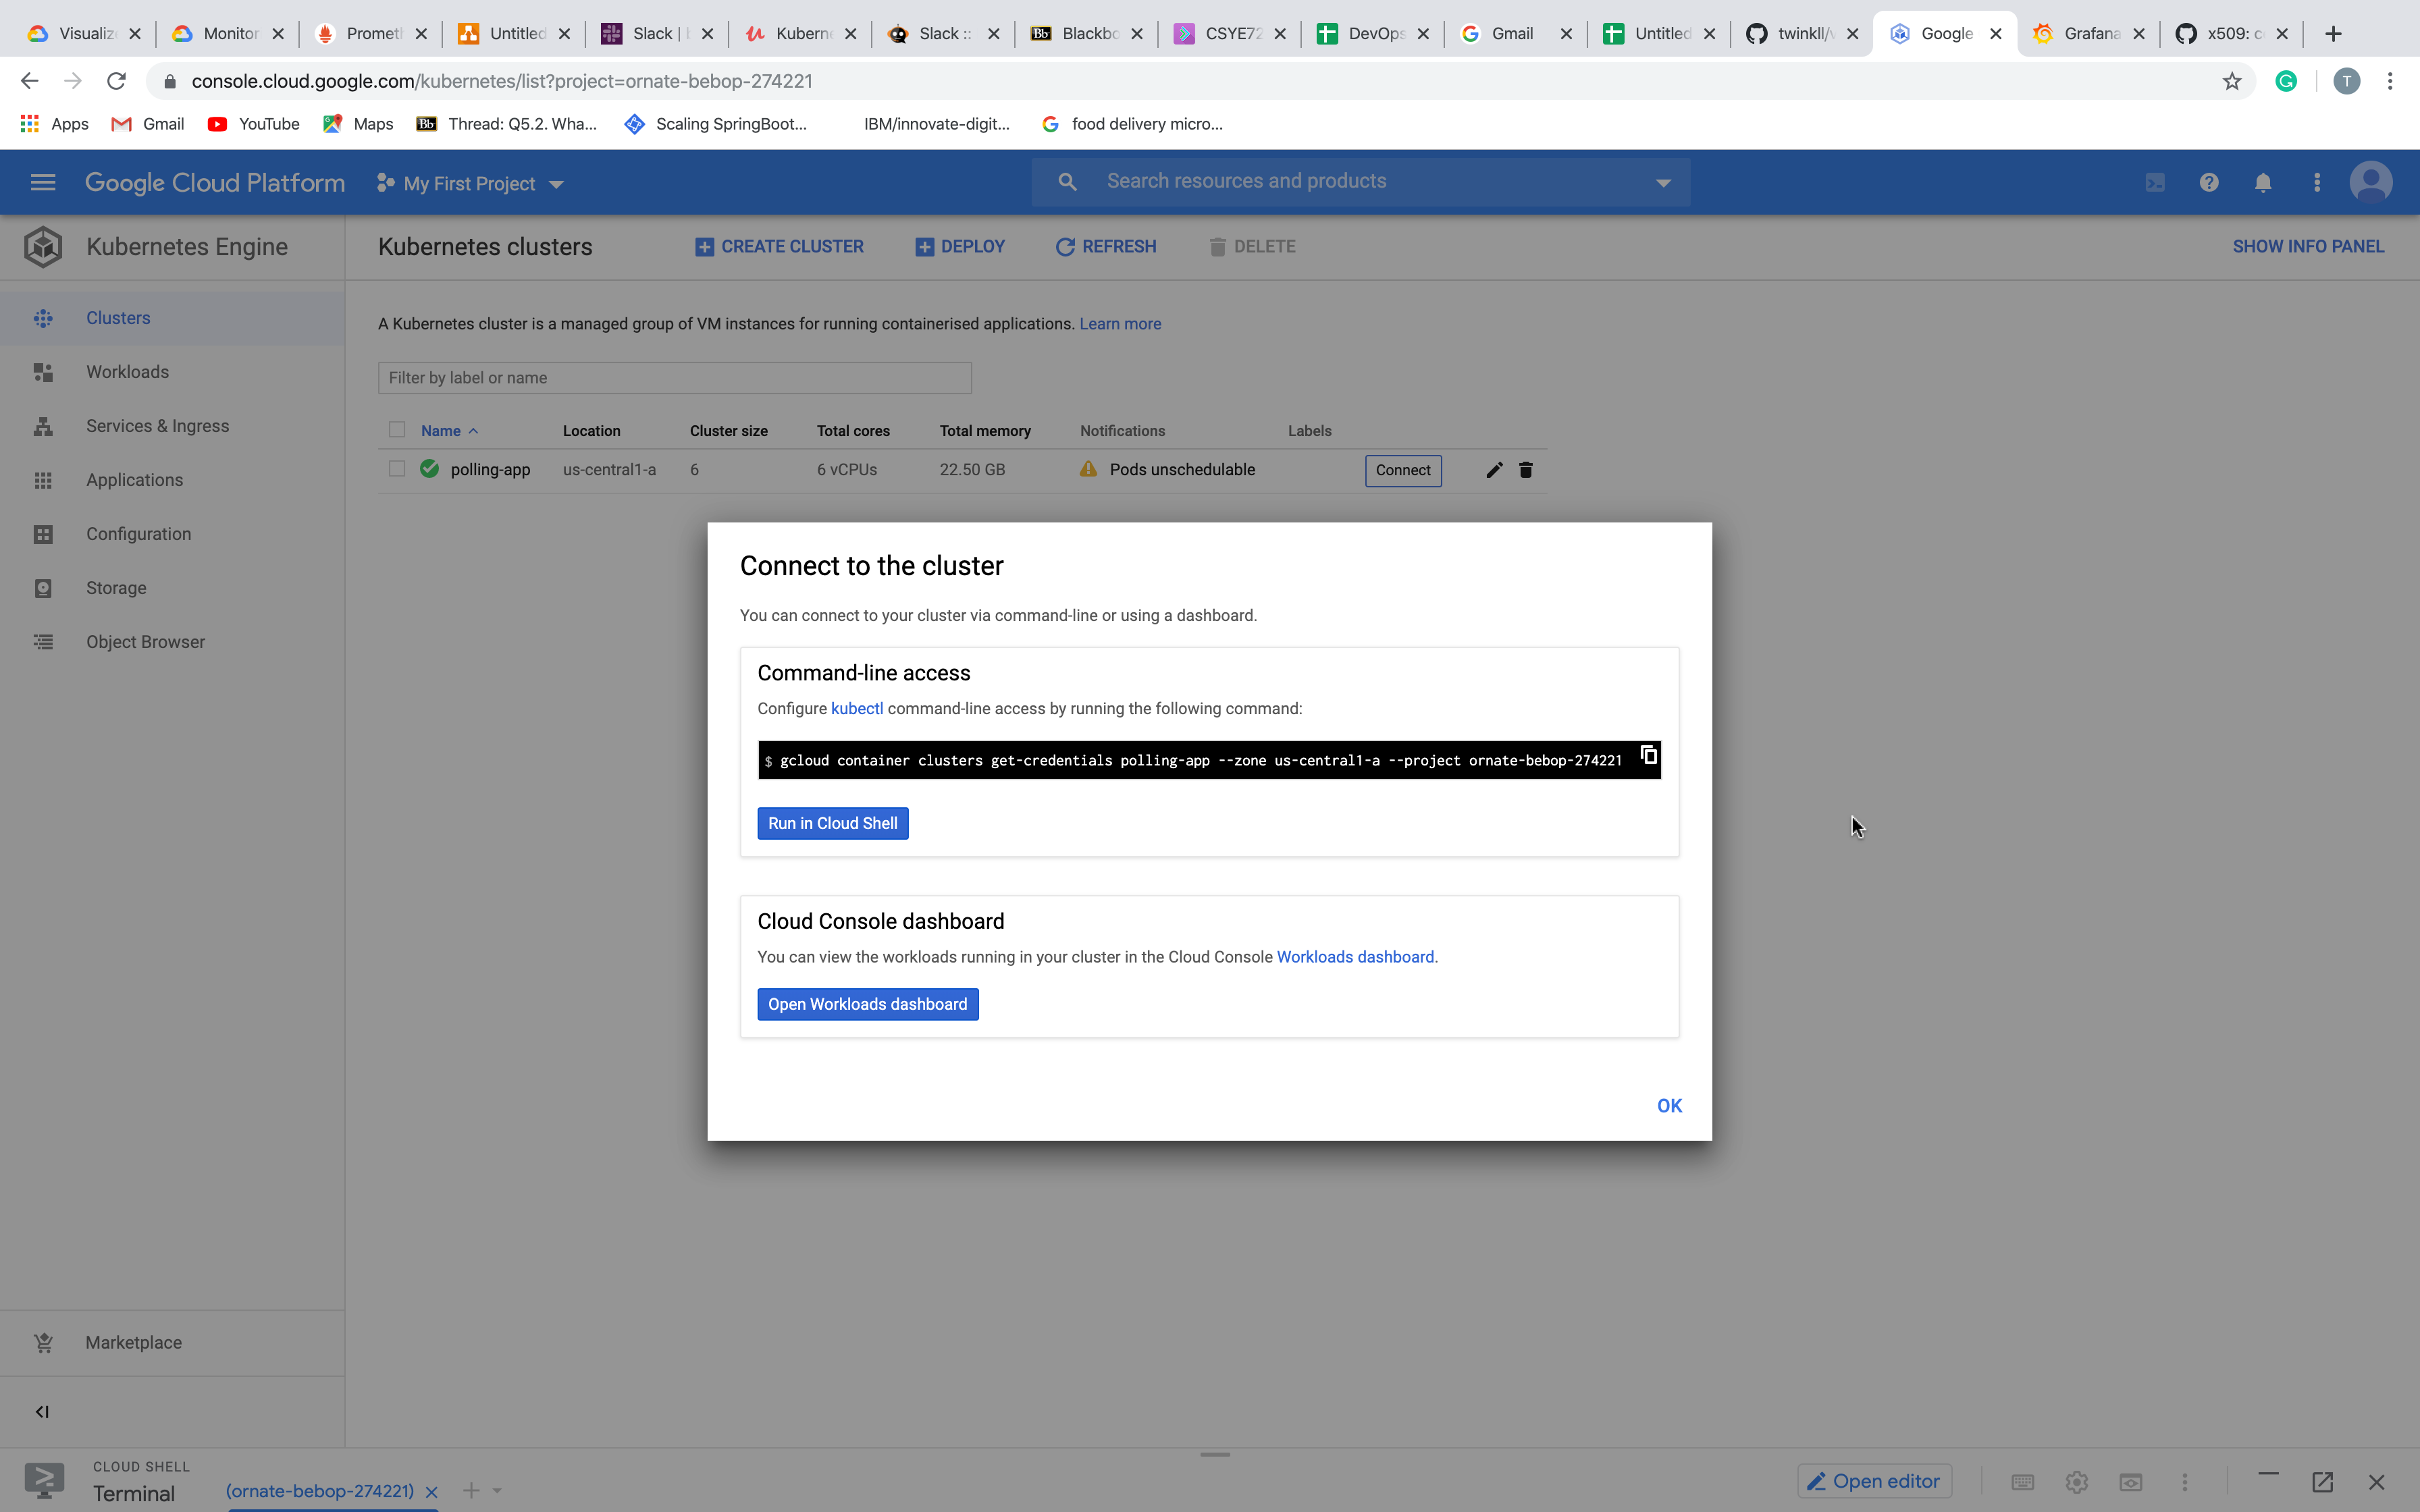 Visualiz Monitor Prometh Untitled Slack | Kuberne Slack :: Blackbo CSYE72 DevOps Gmail Untitled twinkll/ Google Grafana x509: c
console.cloud.google.com/kubernetes/list?project=ornate-bebop-274221 T
Apps Gmail YouTube Maps Bb Thread: Q5.2. Wha... Scaling SpringBoot... IBM/innovate-digit... food delivery micro...
Google Cloud Platform My First Project Search resources and products
Kubernetes Engine Kubernetes clusters CREATE CLUSTER DEPLOY REFRESH DELETE SHOW INFO PANEL
Clusters
Workloads
Services & Ingress
Applications
Configuration
Storage
Object Browser
A Kubernetes cluster is a managed group of VM instances for running containerised applications. Learn more
Filter by label or name
Name Location Cluster size Total cores Total memory Notifications Labels
polling-app us-central1-a 6 6 vCPUs 22.50 GB Pods unschedulable Connect
Connect to the cluster
You can connect to your cluster via command-line or using a dashboard.
Command-line access
Configure kubectl command-line access by running the following command:
$ gcloud container clusters get-credentials polling-app --zone us-central1-a --project ornate-bebop-274221
Run in Cloud Shell
Cloud Console dashboard
You can view the workloads running in your cluster in the Cloud Console Workloads dashboard.
Open Workloads dashboard
OK
Marketplace
CLOUD SHELL
Terminal (ornate-bebop-274221) Open editor